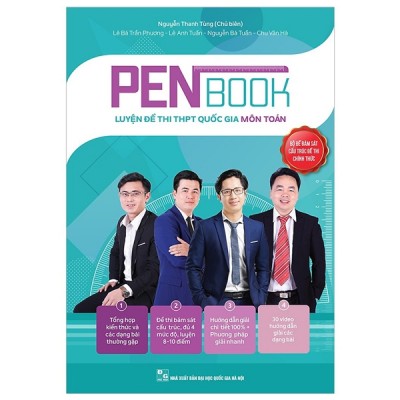 Nguyễn Thanh Tùng (Chủ biên)
Lê Bá Trần Phương - Lê Anh Tuấn - Nguyễn Bá Tuấn - Chu Văn Hà
PEN BOOK
LUYỆN ĐỀ THI THPT QUỐC GIA MÔN TOÁN
BỘ ĐỀ BÁM SÁT
CẤU TRÚC ĐỀ THI
CHÍNH THỨC
1
Tổng hợp
kiến thức và
các dạng bài
thường gặp
2
Đề thi bám sát
cấu trúc, đủ 4
mức độ, luyện
8-10 điểm
3
Hướng dẫn giải
chi tiết 100% +
Phương pháp
giải nhanh
4
30 video
hướng dẫn
giải các
dạng bài
NHÀ XUẤT BẢN ĐẠI HỌC QUỐC GIA HÀ NỘI